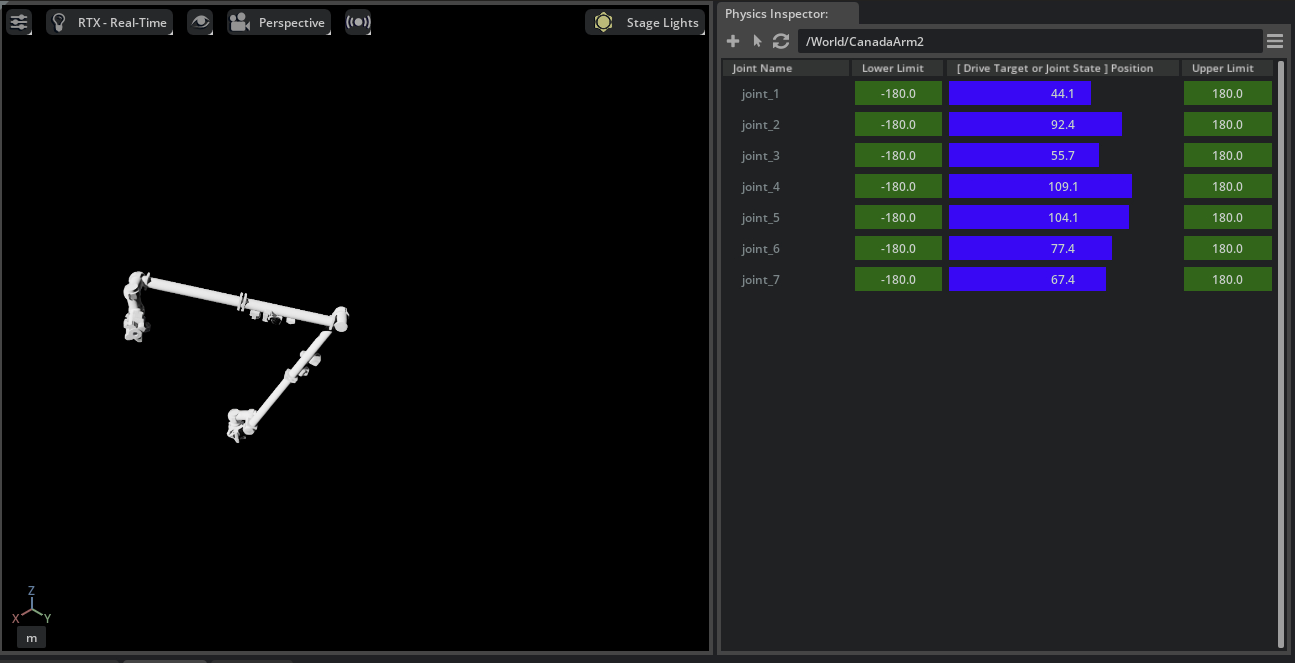 RTX - Real-Time
Perspective
Stage Lights
Z
X
Y
m
Physics Inspector:
/World/CanadaArm2
Joint Name Lower Limit [ Drive Target or Joint State ] Position Upper Limit
joint_1 -180.0 44.1 180.0
joint_2 -180.0 92.4 180.0
joint_3 -180.0 55.7 180.0
joint_4 -180.0 109.1 180.0
joint_5 -180.0 104.1 180.0
joint_6 -180.0 77.4 180.0
joint_7 -180.0 67.4 180.0